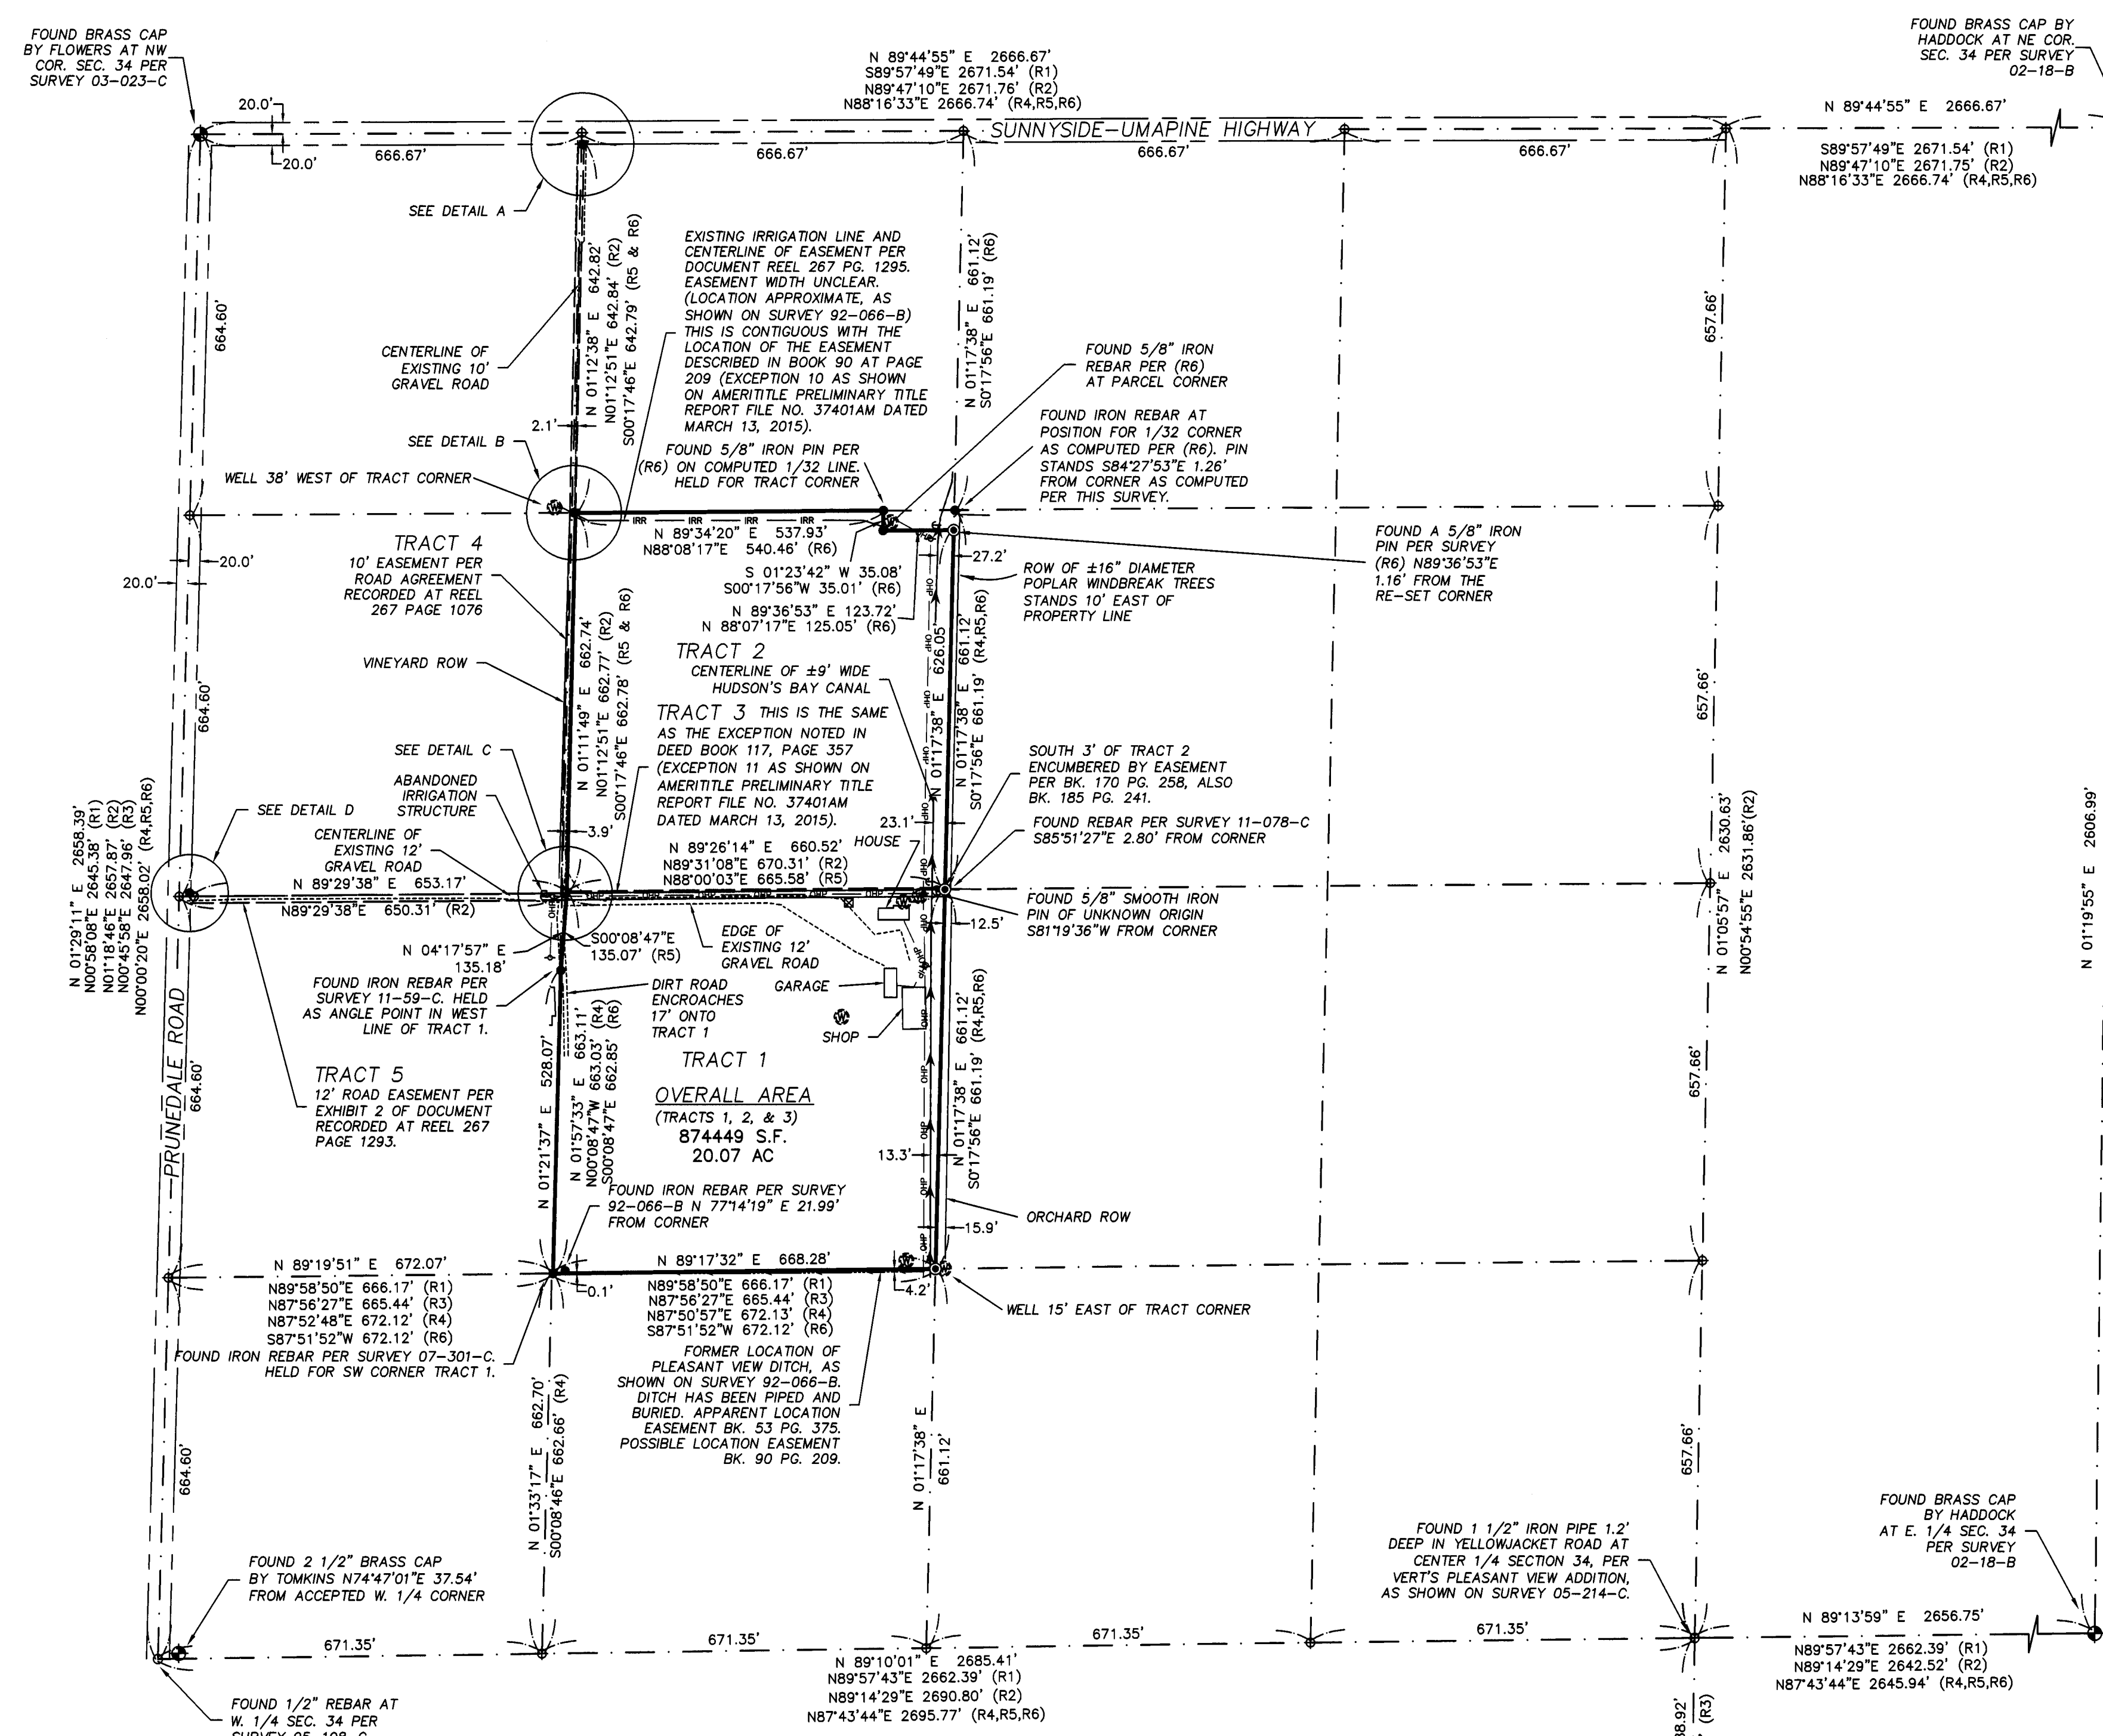 FOUND BRASS CAP
BY FLOWERS AT NW
COR. SEC. 34 PER
SURVEY 03-023-C
N 89°44'55" E 2666.67'
S89°57'49"E 2671.54' (R1)
N89°47'10"E 2671.76' (R2)
N88°16'33"E 2666.74' (R4,R5,R6)
FOUND BRASS CAP BY
HADDOCK AT NE COR.
SEC. 34 PER SURVEY
02-18-B
N 89°44'55" E 2666.67'
S89°57'49"E 2671.54' (R1)
N89°47'10"E 2671.75' (R2)
N88°16'33"E 2666.74' (R4,R5,R6)
20.0'
20.0'
SUNNYSIDE-UMAPINE HIGHWAY
666.67'
666.67'
666.67'
666.67'
SEE DETAIL A
664.60'
CENTERLINE OF
EXISTING 10'
GRAVEL ROAD
N 01°12'38" E 642.82'
N01°12'51"E 642.84' (R2)
S00°17'46"E 642.79' (R5 & R6)
EXISTING IRRIGATION LINE AND
CENTERLINE OF EASEMENT PER
DOCUMENT REEL 267 PG. 1295.
EASEMENT WIDTH UNCLEAR.
(LOCATION APPROXIMATE, AS
SHOWN ON SURVEY 92-066-B)
THIS IS CONTIGUOUS WITH THE
LOCATION OF THE EASEMENT
DESCRIBED IN BOOK 90 AT PAGE
209 (EXCEPTION 10 AS SHOWN
ON AMERITITLE PRELIMINARY TITLE
REPORT FILE NO. 37401AM DATED
MARCH 13, 2015).
N 01°17'38" E 661.12'
S0°17'56"E 661.19' (R6)
657.66'
FOUND 5/8" IRON
REBAR PER (R6)
AT PARCEL CORNER
2.1'
SEE DETAIL B
WELL 38' WEST OF TRACT CORNER
FOUND 5/8" IRON PIN PER
(R6) ON COMPUTED 1/32 LINE.
HELD FOR TRACT CORNER
FOUND IRON REBAR AT
POSITION FOR 1/32 CORNER
AS COMPUTED PER (R6). PIN
STANDS S84°27'53"E 1.26'
FROM CORNER AS COMPUTED
PER THIS SURVEY.
IRR IRR IRR IRR
N 89°34'20" E 537.93'
N88°08'17"E 540.46' (R6)
S 01°23'42" W 35.08'
S00°17'56"W 35.01' (R6)
N 89°36'53" E 123.72'
N 88°07'17"E 125.05' (R6)
27.2'
ROW OF ±16" DIAMETER
POPLAR WINDBREAK TREES
STANDS 10' EAST OF
PROPERTY LINE
FOUND A 5/8" IRON
PIN PER SURVEY
(R6) N89°36'53"E
1.16' FROM THE
RE-SET CORNER
20.0'
20.0'
TRACT 4
10' EASEMENT PER
ROAD AGREEMENT
RECORDED AT REEL
267 PAGE 1076
VINEYARD ROW
664.60'
N 01°11'49" E 662.74'
N01°12'51"E 662.77' (R2)
S00°17'46"E 662.78' (R5 & R6)
TRACT 2
CENTERLINE OF ±9' WIDE
HUDSON'S BAY CANAL
TRACT 3 THIS IS THE SAME
AS THE EXCEPTION NOTED IN
DEED BOOK 117, PAGE 357
(EXCEPTION 11 AS SHOWN ON
AMERITITLE PRELIMINARY TITLE
REPORT FILE NO. 37401AM
DATED MARCH 13, 2015).
N 01°17'38" E 626.05'
N 01°17'38" E 661.12'
S0°17'56"E 661.19' (R4,R5,R6)
657.66'
SOUTH 3' OF TRACT 2
ENCUMBERED BY EASEMENT
PER BK. 170 PG. 258, ALSO
BK. 185 PG. 241.
FOUND REBAR PER SURVEY 11-078-C
S85°51'27"E 2.80' FROM CORNER
SEE DETAIL C
ABANDONED
IRRIGATION
STRUCTURE
SEE DETAIL D
CENTERLINE OF
EXISTING 12'
GRAVEL ROAD
3.9'
23.1'
HOUSE
N 89°26'14" E 660.52'
N89°31'08"E 670.31' (R2)
N88°00'03"E 665.58' (R5)
N 01°29'11" E 2658.39'
N00°58'08"E 2645.38' (R1)
N01°18'46"E 2657.87' (R2)
N00°45'58"E 2647.96' (R3)
N00°00'20"E 2658.02' (R4,R5,R6)
N 89°29'38" E 653.17'
N89°29'38"E 650.31' (R2)
OHP OHP OHP OHP OHP
FOUND 5/8" SMOOTH IRON
PIN OF UNKNOWN ORIGIN
S81°19'36"W FROM CORNER
12.5'
N 01°05'57" E 2630.63'
N00°54'55"E 2631.86'(R2)
N 01°19'55" E 2606.99'
N 04°17'57" E
135.18'
S00°08'47"E
135.07' (R5)
EDGE OF
EXISTING 12'
GRAVEL ROAD
GARAGE
SHOP
FOUND IRON REBAR PER
SURVEY 11-59-C. HELD
AS ANGLE POINT IN WEST
LINE OF TRACT 1.
DIRT ROAD
ENCROACHES
17' ONTO
TRACT 1
TRACT 1
OVERALL AREA
(TRACTS 1, 2, & 3)
874449 S.F.
20.07 AC
PRUNEDALE ROAD
664.60'
TRACT 5
12' ROAD EASEMENT PER
EXHIBIT 2 OF DOCUMENT
RECORDED AT REEL 267
PAGE 1293.
N 01°21'37" E 528.07'
N 01°57'33" E 663.11'
N00°08'47"W 663.03' (R4)
S00°08'47"E 662.85' (R6)
N 01°17'38" E 661.12'
S0°17'56"E 661.19' (R4,R5,R6)
657.66'
13.3'
FOUND IRON REBAR PER SURVEY
92-066-B N 77°14'19" E 21.99'
FROM CORNER
ORCHARD ROW
15.9'
N 89°19'51" E 672.07'
N89°58'50"E 666.17' (R1)
N87°56'27"E 665.44' (R3)
N87°52'48"E 672.12' (R4)
S87°51'52"W 672.12' (R6)
0.1'
N 89°17'32" E 668.28'
N89°58'50"E 666.17' (R1)
N87°56'27"E 665.44' (R3)
N87°50'57"E 672.13' (R4)
S87°51'52"W 672.12' (R6)
4.2'
WELL 15' EAST OF TRACT CORNER
FOUND IRON REBAR PER SURVEY 07-301-C.
HELD FOR SW CORNER TRACT 1.
FORMER LOCATION OF
PLEASANT VIEW DITCH, AS
SHOWN ON SURVEY 92-066-B.
DITCH HAS BEEN PIPED AND
BURIED. APPARENT LOCATION
EASEMENT BK. 53 PG. 375.
POSSIBLE LOCATION EASEMENT
BK. 90 PG. 209.
664.60'
N 01°33'17" E 662.70'
S00°08'46"E 662.66' (R4)
N 01°17'38" E
661.12'
657.66'
FOUND 2 1/2" BRASS CAP
BY TOMKINS N74°47'01"E 37.54'
FROM ACCEPTED W. 1/4 CORNER
FOUND 1 1/2" IRON PIPE 1.2'
DEEP IN YELLOWJACKET ROAD AT
CENTER 1/4 SECTION 34, PER
VERT'S PLEASANT VIEW ADDITION,
AS SHOWN ON SURVEY 05-214-C.
FOUND BRASS CAP
BY HADDOCK
AT E. 1/4 SEC. 34
PER SURVEY
02-18-B
671.35'
671.35'
671.35'
671.35'
N 89°10'01" E 2685.41'
N89°57'43"E 2662.39' (R1)
N89°14'29"E 2690.80' (R2)
N87°43'44"E 2695.77' (R4,R5,R6)
N 89°13'59" E 2656.75'
N89°57'43"E 2662.39' (R1)
N89°14'29"E 2642.52' (R2)
N87°43'44"E 2645.94' (R4,R5,R6)
FOUND 1/2" REBAR AT
W. 1/4 SEC. 34 PER
(R3)